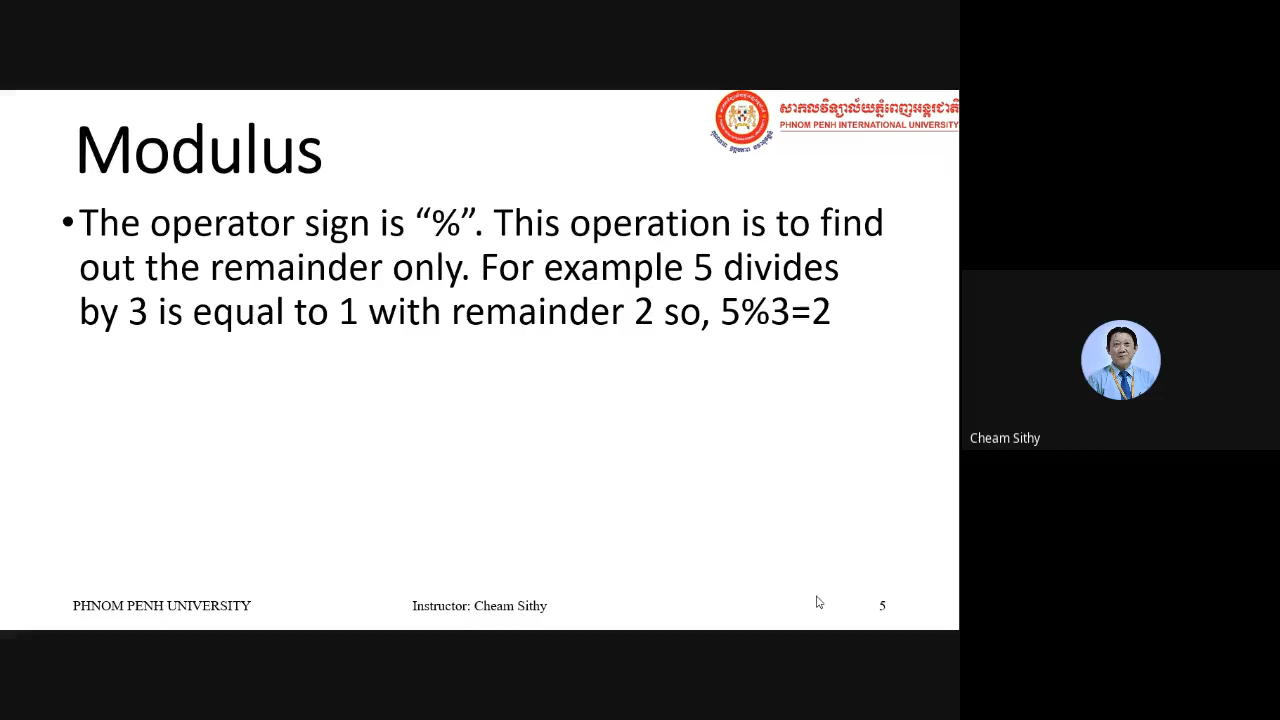 សាកលវិទ្យាល័យភ្នំពេញអន្តរជាតិ
PHNOM PENH INTERNATIONAL UNIVERSITY
Modulus
•The operator sign is “%”. This operation is to find
out the remainder only. For example 5 divides
by 3 is equal to 1 with remainder 2 so, 5%3=2
Cheam Sithy
PHNOM PENH UNIVERSITY
Instructor: Cheam Sithy
5